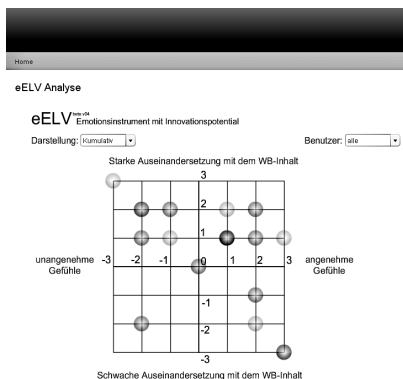 Home
eELV Analyse
eELV beta v04 Emotionsinstrument mit Innovationspotential
Darstellung: Kumulativ Benutzer: alle
Starke Auseinandersetzung mit dem WB-Inhalt
3
2
1
unangenehme Gefühle -3 -2 -1 0 1 2 3 angenehme Gefühle
-1
-2
-3
Schwache Auseinandersetzung mit dem WB-Inhalt